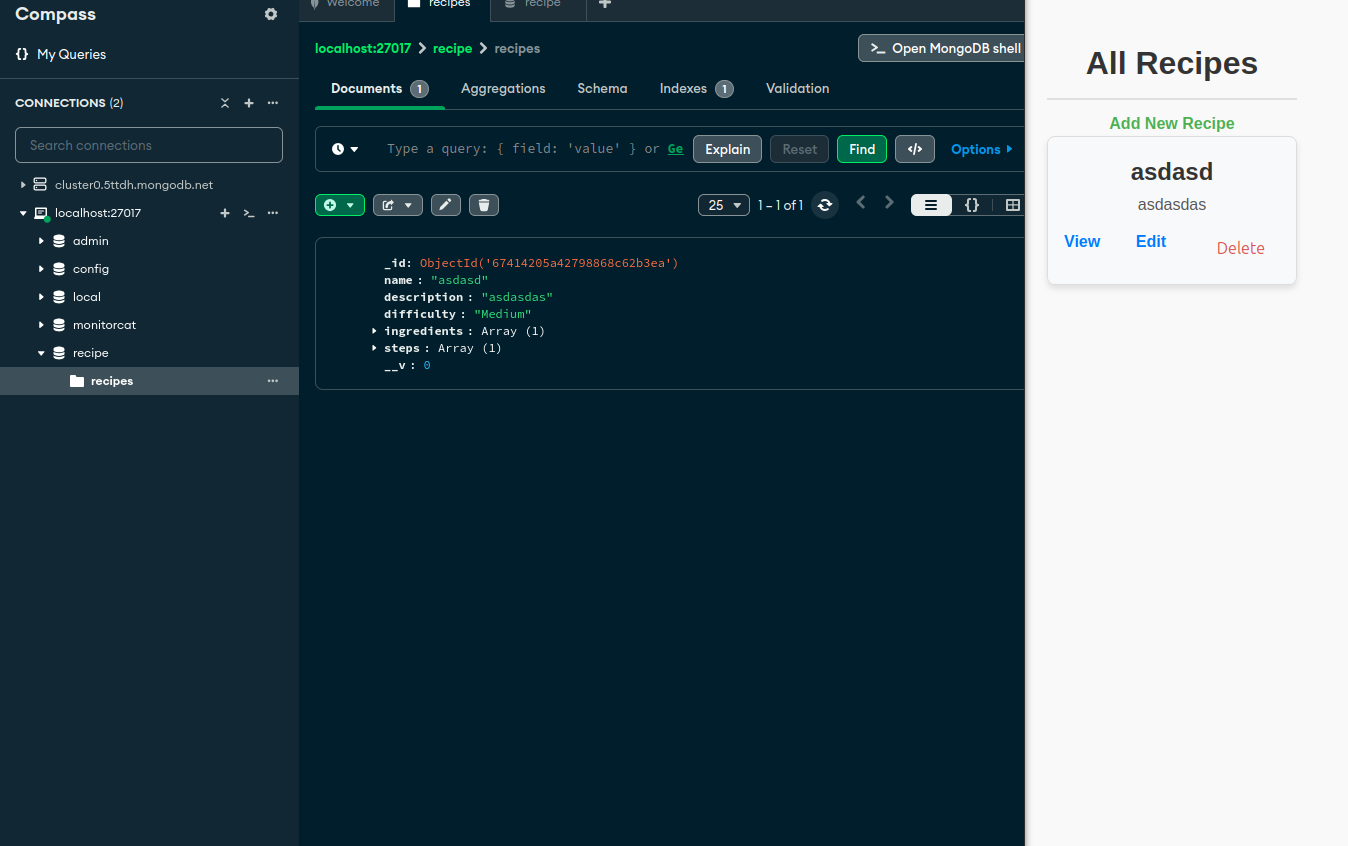 Compass
My Queries
CONNECTIONS (2)
Search connections
cluster0.5ttdh.mongodb.net
localhost:27017
admin
config
local
monitorcat
recipe
recipes
Welcome
recipes
recipe
localhost:27017 > recipe > recipes
>_ Open MongoDB shell
Documents 1
Aggregations
Schema
Indexes 1
Validation
Type a query: { field: 'value' } or Ge
Explain
Reset
Find
</>
Options
25
1 – 1 of 1
{}
_id: ObjectId('67414205a42798868c62b3ea')
name : "asdasd"
description : "asdasdas"
difficulty : "Medium"
ingredients : Array (1)
steps : Array (1)
__v : 0
All Recipes
Add New Recipe
asdasd
asdasdas
View
Edit
Delete